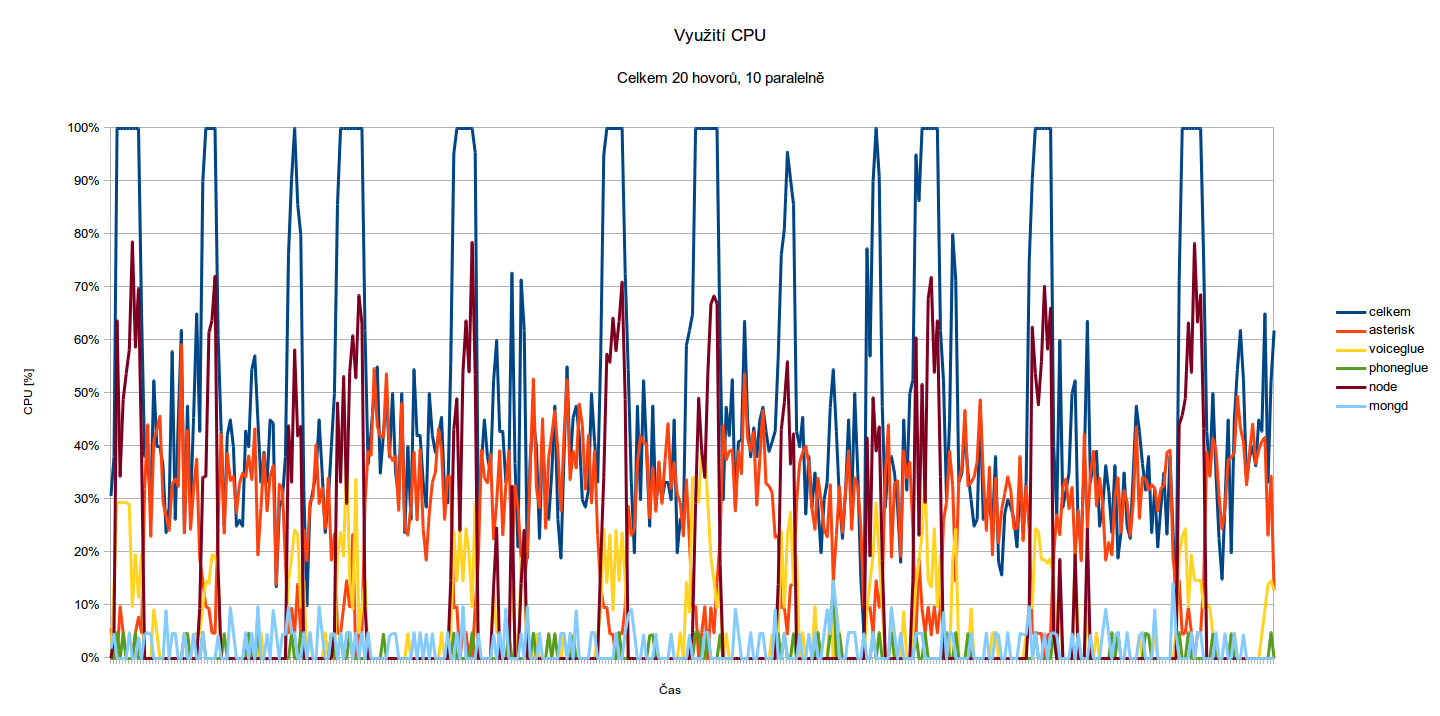 Využití CPU
Celkem 20 hovorů, 10 paralelně
100%
90%
80%
70%
60%
50%
40%
30%
20%
10%
0%
CPU [%]
Čas
celkem
asterisk
voiceglue
phoneglue
node
mongd